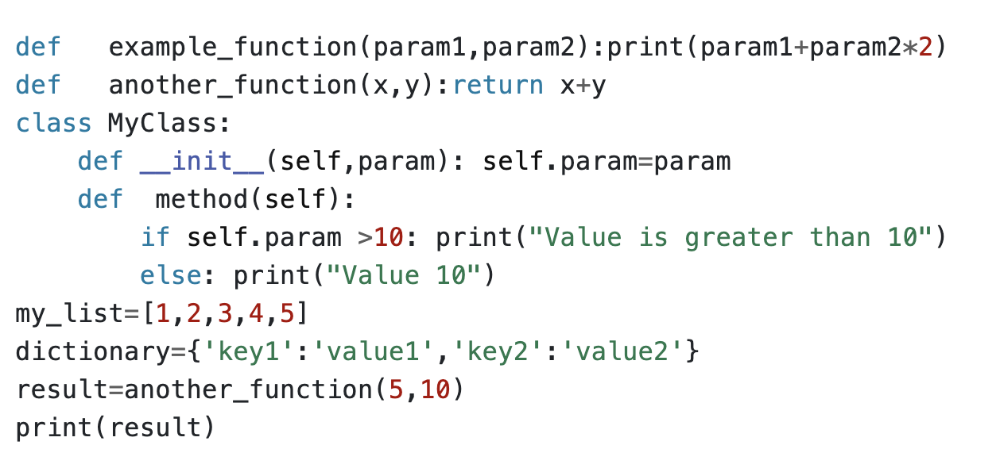 def   example_function(param1,param2):print(param1+param2*2)
def   another_function(x,y):return x+y
class MyClass:
    def __init__(self,param): self.param=param
    def  method(self):
        if self.param >10: print("Value is greater than 10")
        else: print("Value 10")
my_list=[1,2,3,4,5]
dictionary={'key1':'value1','key2':'value2'}
result=another_function(5,10)
print(result)